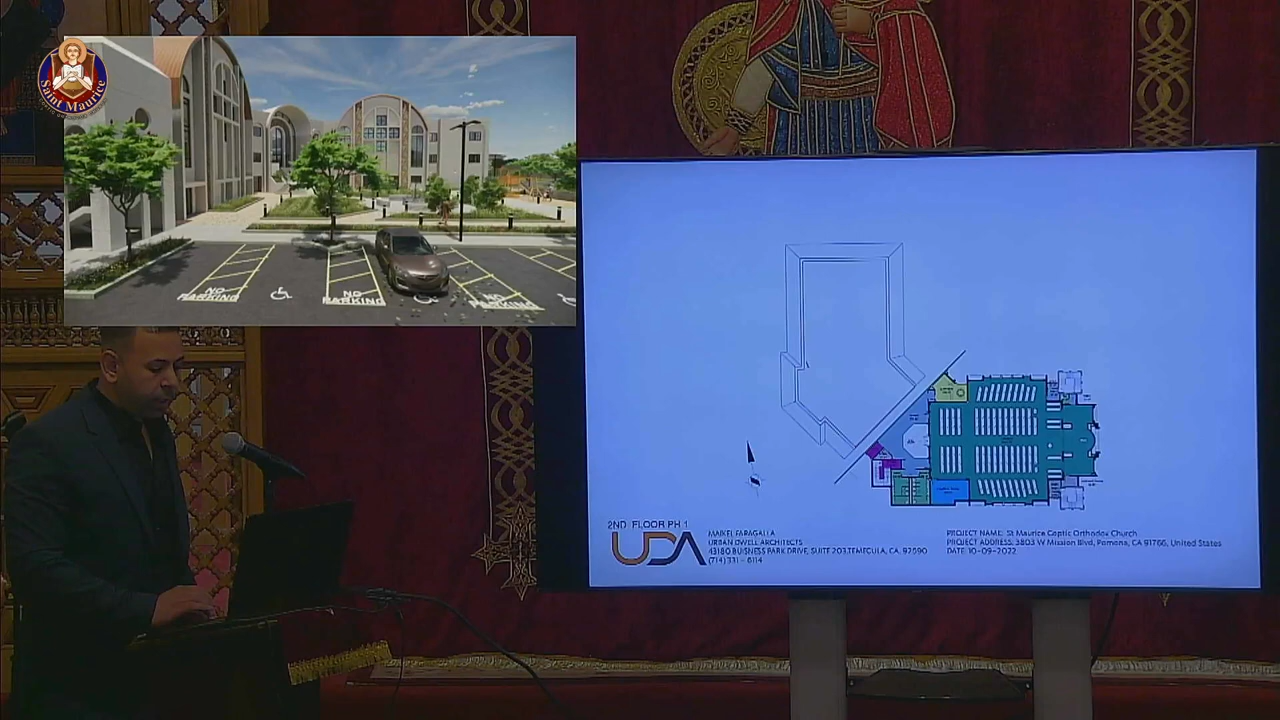 Saint Maurice
NO
PARKING
NO
PARKING
NO
PARKING
2ND FLOOR PH 1
UDA
MAIKEL FARAGALLA
URBAN DWELL ARCHITECTS
43180 BUISNESS PARK DRIVE, SUITE 203,TEMECULA, CA, 92590
(714) 331 - 6114
PROJECT NAME: St Maurice Coptic Orthodox Church
PROJECT ADDRESS: 3803 W Mission Blvd, Pomona, CA 91766, United States
DATE: 10-09-2022